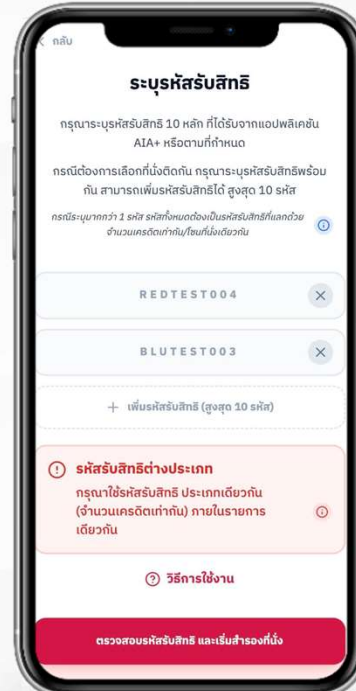 กลับ
ระบุรหัสรับสิทธิ
กรุณาระบุรหัสรับสิทธิ 10 หลัก ที่ได้รับจากแอปพลิเคชัน
AIA+ หรือตามที่กำหนด
กรณีต้องการเลือกที่นั่งติดกัน กรุณาระบุรหัสรับสิทธิพร้อม
กัน สามารถเพิ่มรหัสรับสิทธิได้ สูงสุด 10 รหัส
กรณีระบุมากกว่า 1 รหัส รหัสทั้งหมดต้องเป็นรหัสรับสิทธิที่แลกด้วย
จำนวนเครดิตเท่ากัน/โซนที่นั่งเดียวกัน
REDTEST004
BLUTEST003
+ เพิ่มรหัสรับสิทธิ (สูงสุด 10 รหัส)
รหัสรับสิทธิต่างประเภท
กรุณาใช้รหัสรับสิทธิ ประเภทเดียวกัน
(จำนวนเครดิตเท่ากัน) ภายในรายการ
เดียวกัน
วิธีการใช้งาน
ตรวจสอบรหัสรับสิทธิ และเริ่มสำรองที่นั่ง